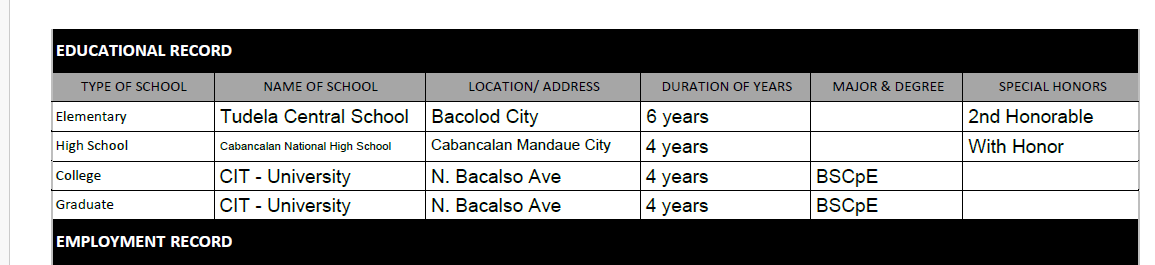 EDUCATIONAL RECORD
TYPE OF SCHOOL NAME OF SCHOOL LOCATION/ ADDRESS DURATION OF YEARS MAJOR & DEGREE SPECIAL HONORS
Elementary Tudela Central School Bacolod City 6 years 2nd Honorable
High School Cabancalan National High School Cabancalan Mandaue City 4 years With Honor
College CIT - University N. Bacalso Ave 4 years BSCpE
Graduate CIT - University N. Bacalso Ave 4 years BSCpE
EMPLOYMENT RECORD